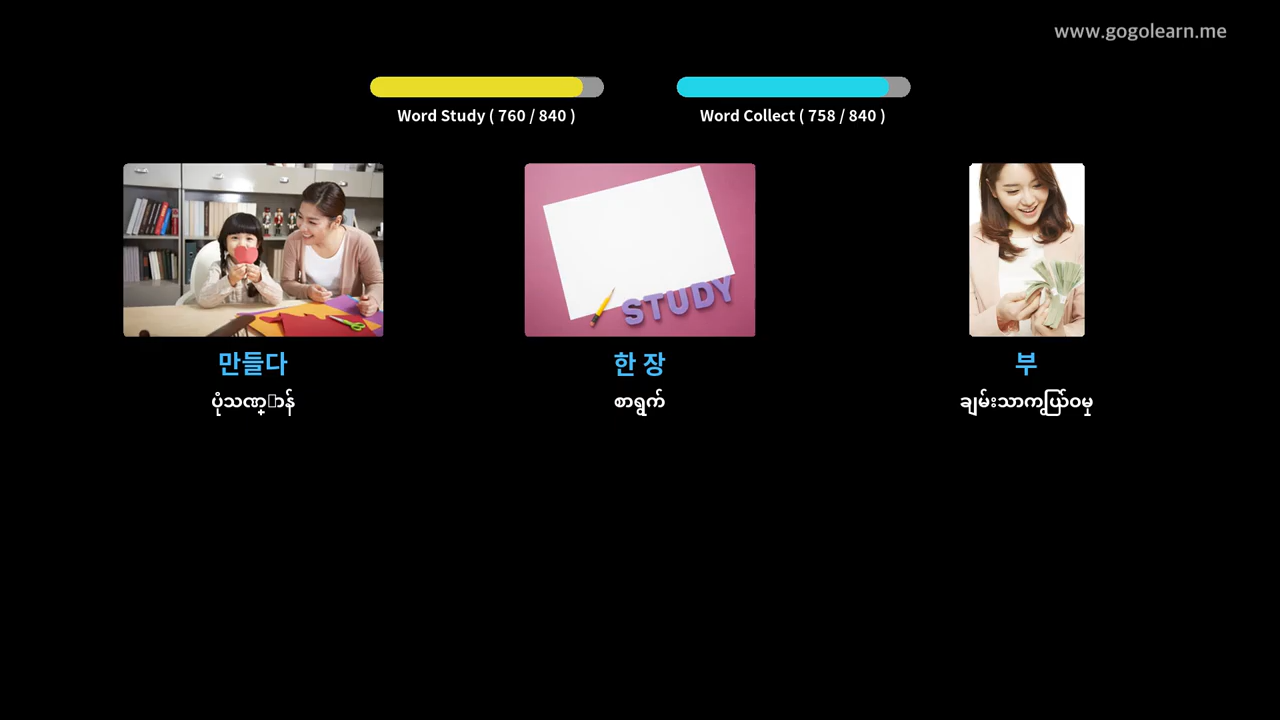 www.gogolearn.me
Word Study ( 760 / 840 )
Word Collect ( 758 / 840 )
STUDY
만들다
한 장
부
စာရွက်
ချမ်းသာကြွယ်ဝမှု